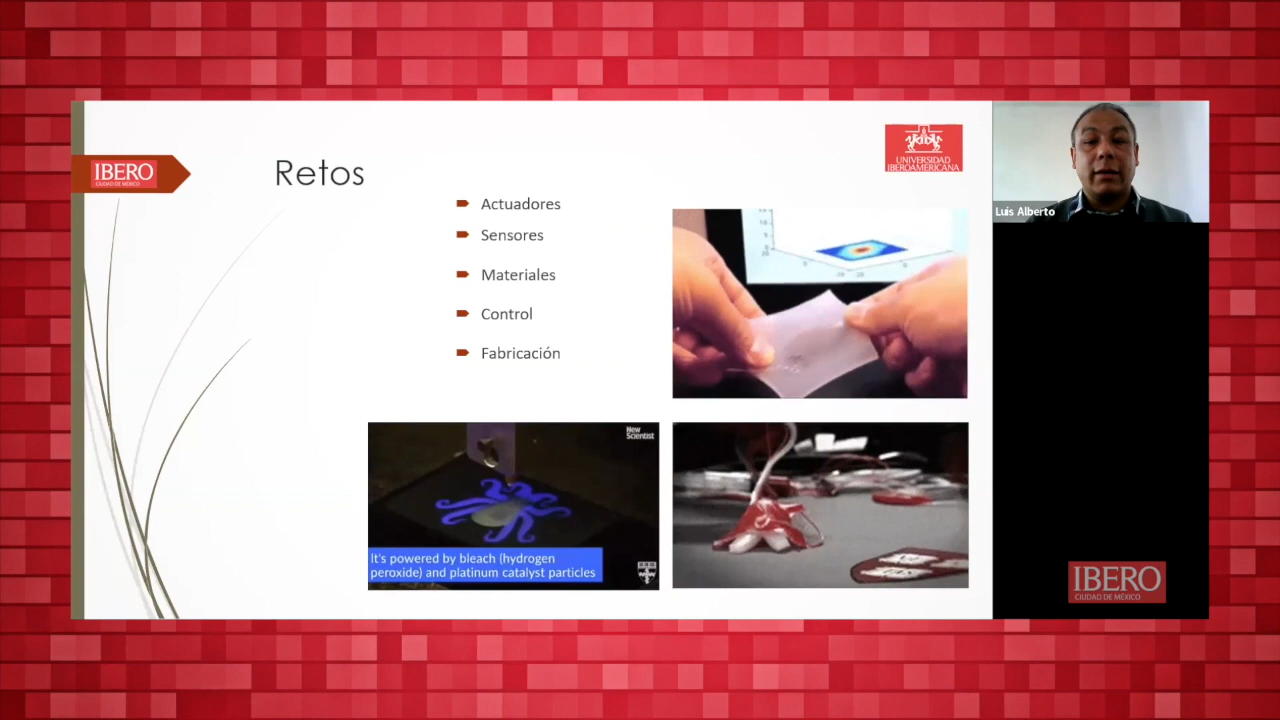 IBERO
CIUDAD DE MÉXICO
Retos
UNIVERSIDAD
IBEROAMERICANA
Luis Alberto
Actuadores
Sensores
Materiales
Control
Fabricación
New
Scientist
It's powered by bleach (hydrogen
peroxide) and platinum catalyst particles
IBERO
CIUDAD DE MÉXICO